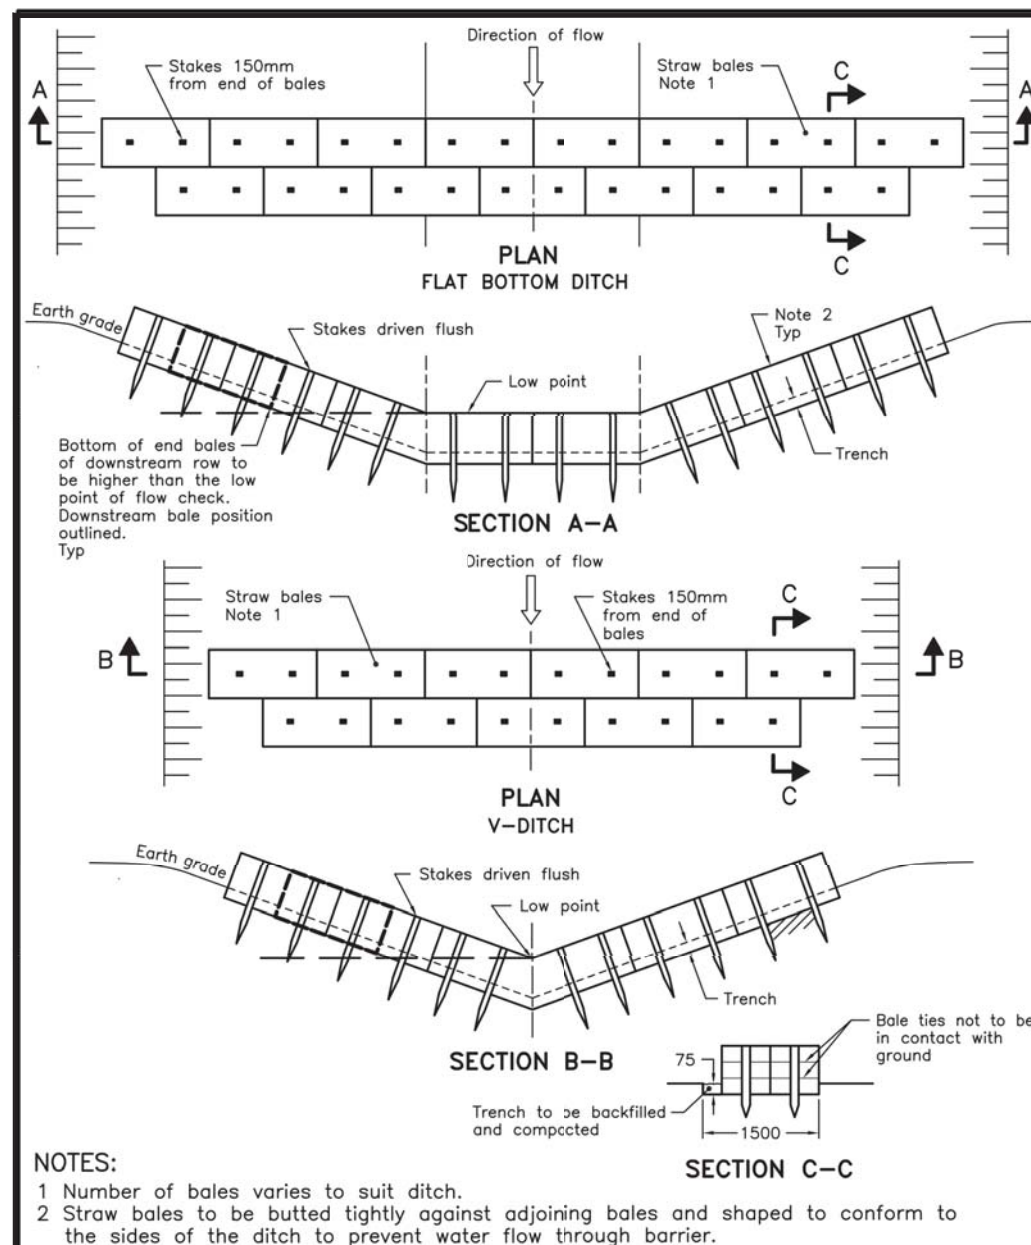 Direction of flow
Stakes 150mm
from end of bales
Straw bales
Note 1
C
A
A
C
PLAN
FLAT BOTTOM DITCH
Earth grade
Stakes driven flush
Note 2
Typ
Low point
Bottom of end bales
of downstream row to
be higher than the low
point of flow check.
Downstream bale position
outlined.
Typ
Trench
SECTION A-A
Direction of flow
Straw bales
Note 1
Stakes 150mm
from end of
bales
C
B
B
C
PLAN
V-DITCH
Earth grade
Stakes driven flush
Low point
Trench
SECTION B-B
Bale ties not to be
in contact with
ground
75
Trench to be backfilled
and compacted
1500
SECTION C-C
NOTES:
1 Number of bales varies to suit ditch.
2 Straw bales to be butted tightly against adjoining bales and shaped to conform to
the sides of the ditch to prevent water flow through barrier.